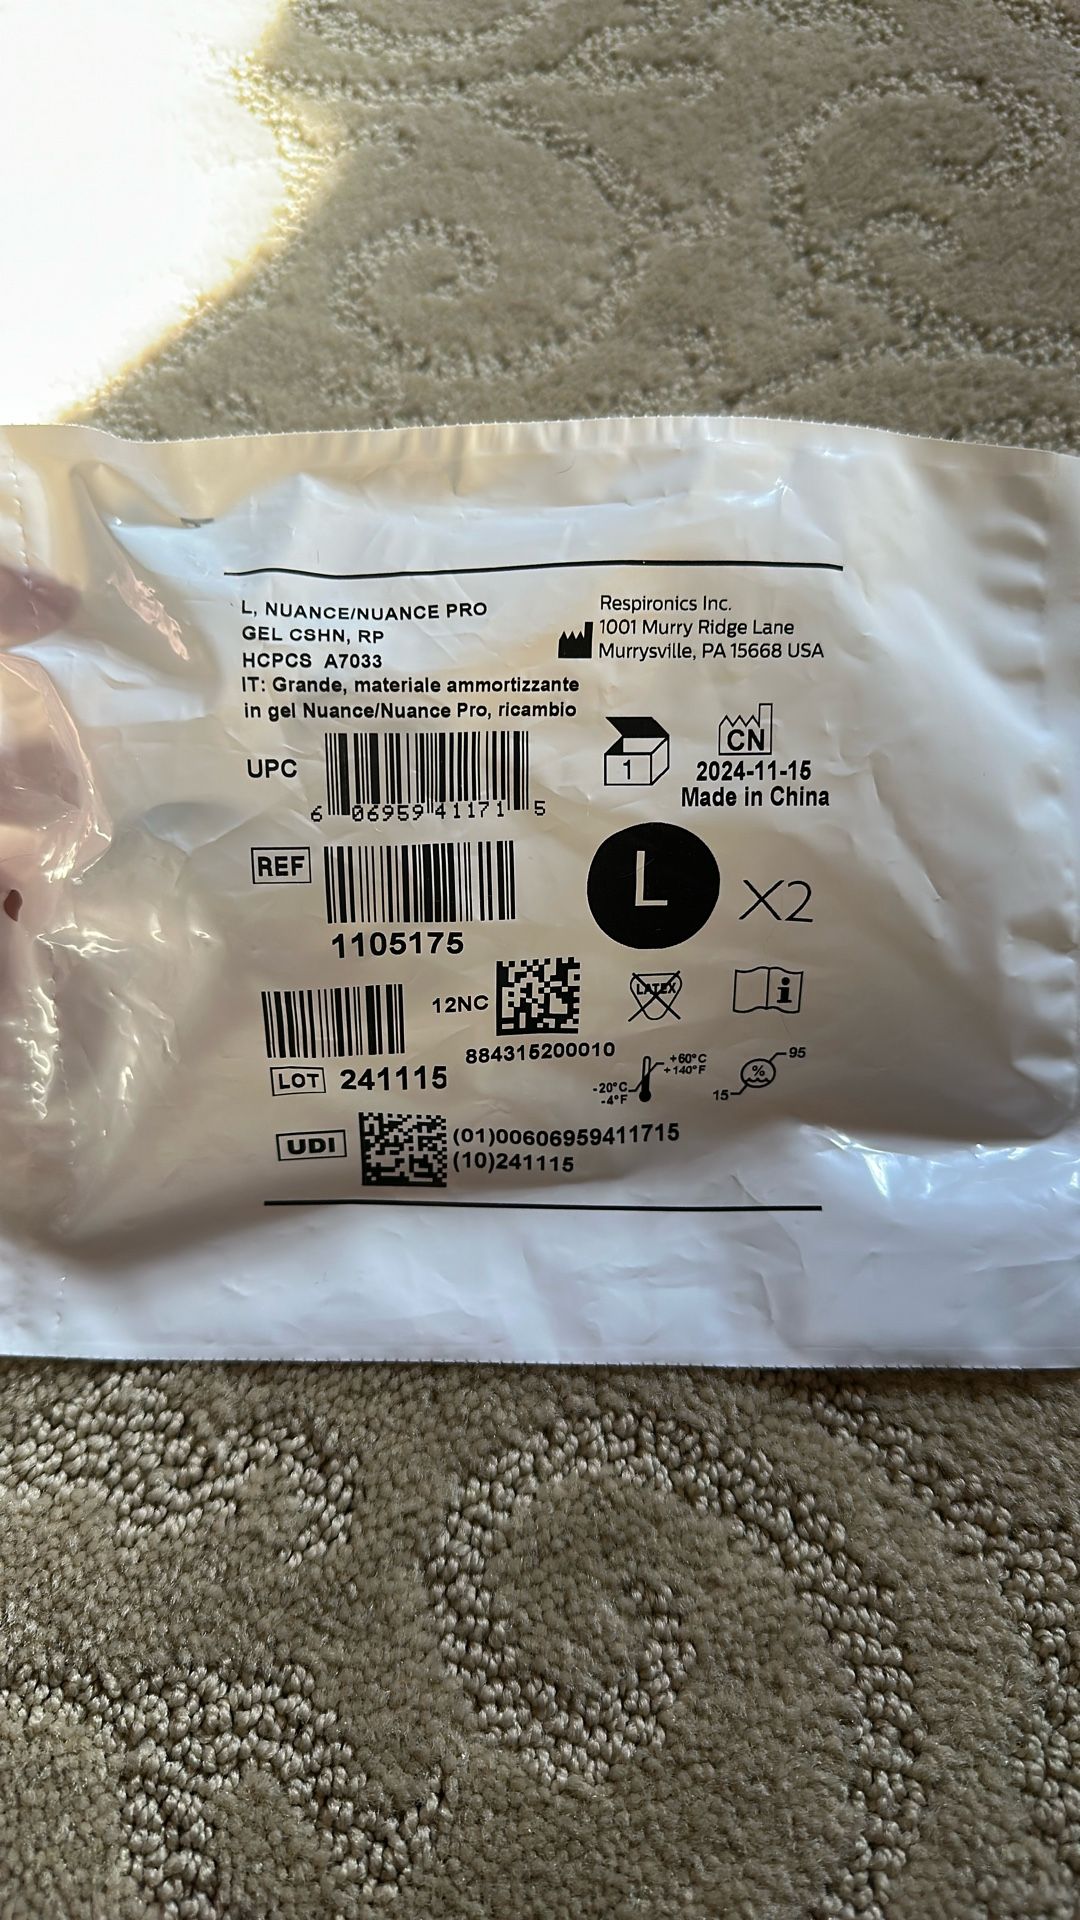 L, NUANCE/NUANCE PRO
GEL CSHN, RP
HCPCS A7033
IT: Grande, materiale ammortizzante
in gel Nuance/Nuance Pro, ricambio
Respironics Inc.
1001 Murry Ridge Lane
Murrysville, PA 15668 USA
UPC
6 06959 41171 5
1
CN
2024-11-15
Made in China
REF
1105175
L X2
12NC
884315200010
LATEX
i
LOT 241115
+60°C
+140°F
-20°C
-4°F
% 95
15
UDI
(01)00606959411715
(10)241115